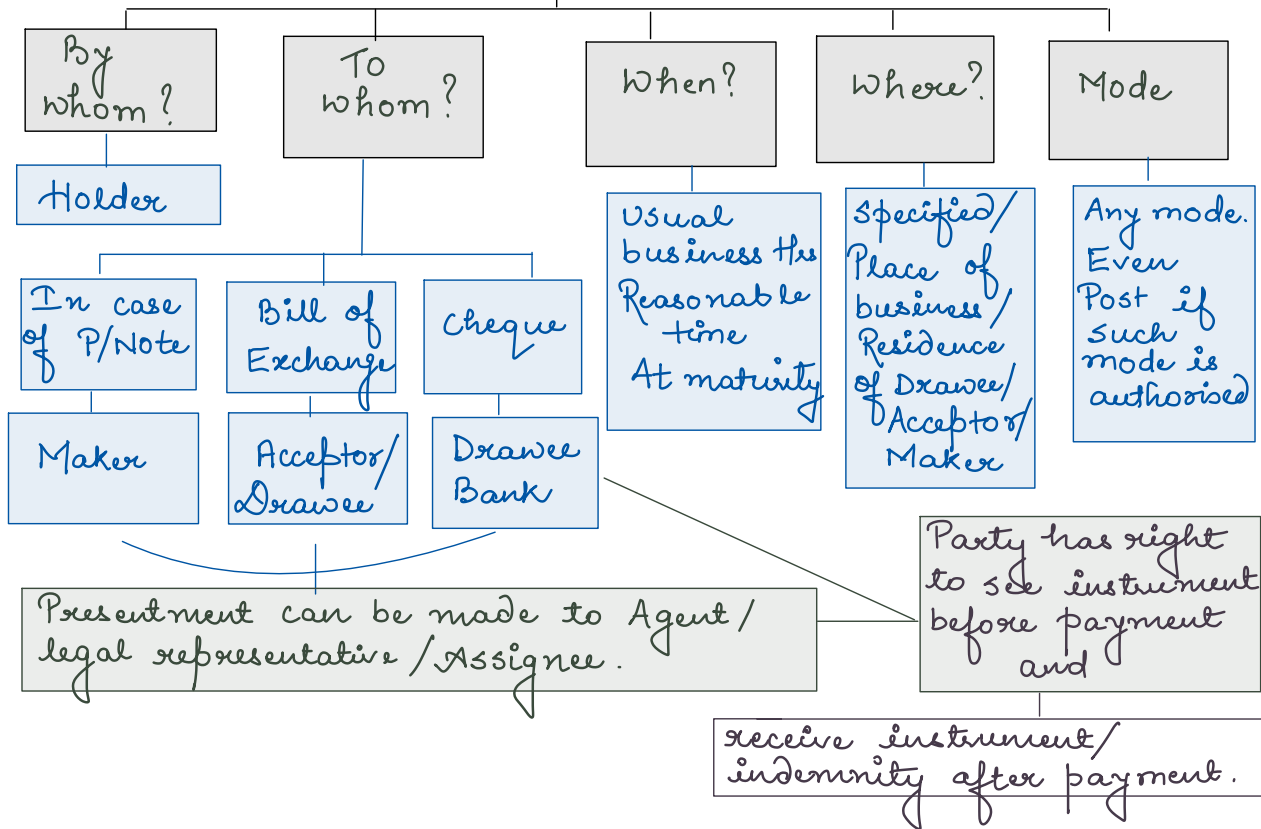 By
whom?
To
whom?
When?
Where?
Mode
Holder
Usual
business Hrs
Reasonable
time
At maturity
Specified/
Place of
business/
Residence
of Drawee/
Acceptor/
Maker
Any mode.
Even
Post if
such
mode is
authorised
In case
of P/Note
Bill of
Exchange
Cheque
Maker
Acceptor/
Drawee
Drawee
Bank
Presentment can be made to Agent/
legal representative/Assignee.
Party has right
to see instrument
before payment
and
receive instrument/
indemnity after payment.